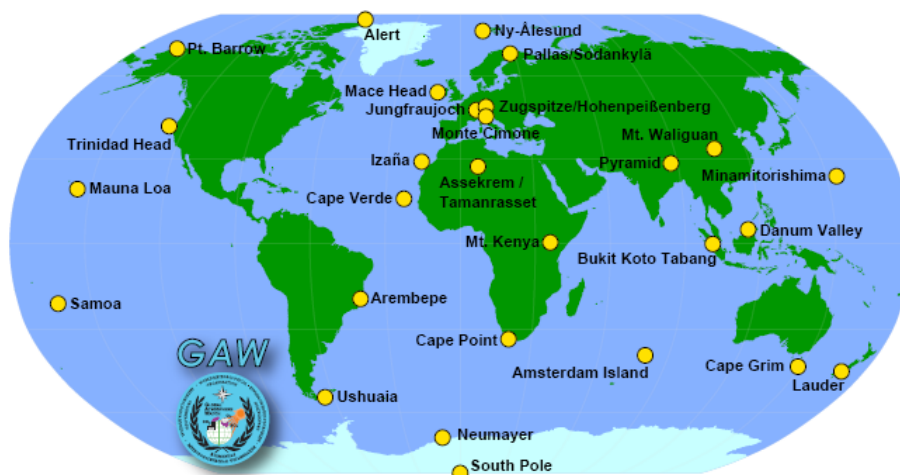 Alert
Ny-Ålesund
Pt. Barrow
Pallas/Sodankylä
Mace Head
Jungfraujoch
Zugspitze/Hohenpeißenberg
Monte Cimone
Trinidad Head
Mt. Waliguan
Izaña
Pyramid
Mauna Loa
Assekrem /
Tamanrasset
Minamitorishima
Cape Verde
Mt. Kenya
Danum Valley
Bukit Koto Tabang
Samoa
Arembepe
Cape Point
GAW
Amsterdam Island
Cape Grim
Lauder
Ushuaia
Neumayer
South Pole